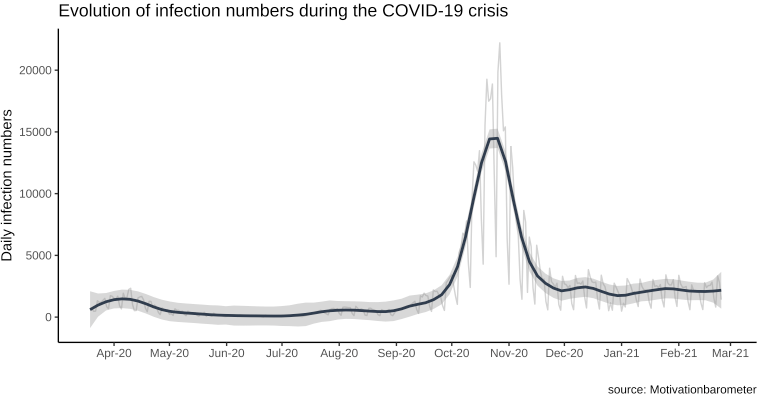 Evolution of infection numbers during the COVID-19 crisis
Daily infection numbers
20000
15000
10000
5000
0
Apr-20 May-20 Jun-20 Jul-20 Aug-20 Sep-20 Oct-20 Nov-20 Dec-20 Jan-21 Feb-21 Mar-21
source: Motivationbarometer